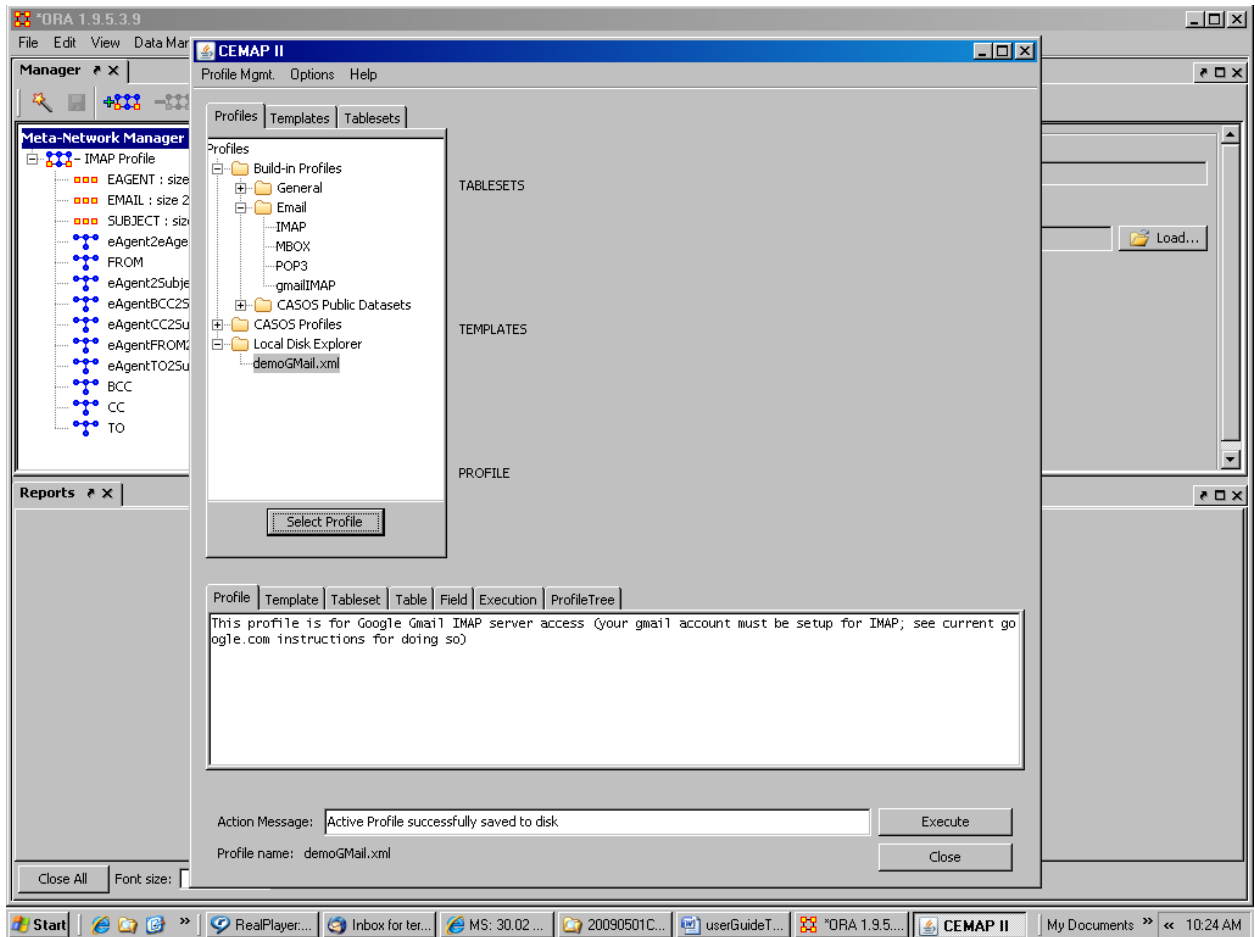 *ORA 1.9.5.3.9
File Edit View Data Mar
CEMAP II
Profile Mgmt. Options Help
Manager
Meta-Network Manager
IMAP Profile
EAGENT : size
EMAIL : size 2
SUBJECT : siz
eAgent2eAge
FROM
eAgent2Subje
eAgentBCC2S
eAgentCC2Su
eAgentFROM2
eAgentTO2Su
BCC
CC
TO
Profiles Templates Tablesets
Profiles
Build-in Profiles
General
Email
IMAP
MBOX
POP3
gmailIMAP
CASOS Public Datasets
CASOS Profiles
Local Disk Explorer
demoGMail.xml
Select Profile
TABLESETS
TEMPLATES
PROFILE
Load...
Reports
Profile Template Tableset Table Field Execution ProfileTree
This profile is for Google Gmail IMAP server access (your gmail account must be setup for IMAP; see current go
ogle.com instructions for doing so)
Action Message: Active Profile successfully saved to disk
Execute
Profile name: demoGMail.xml
Close
Close All Font size:
Start RealPlayer:... Inbox for ter... MS: 30.02 ... 20090501C... userGuideT... *ORA 1.9.5.... CEMAP II My Documents 10:24 AM